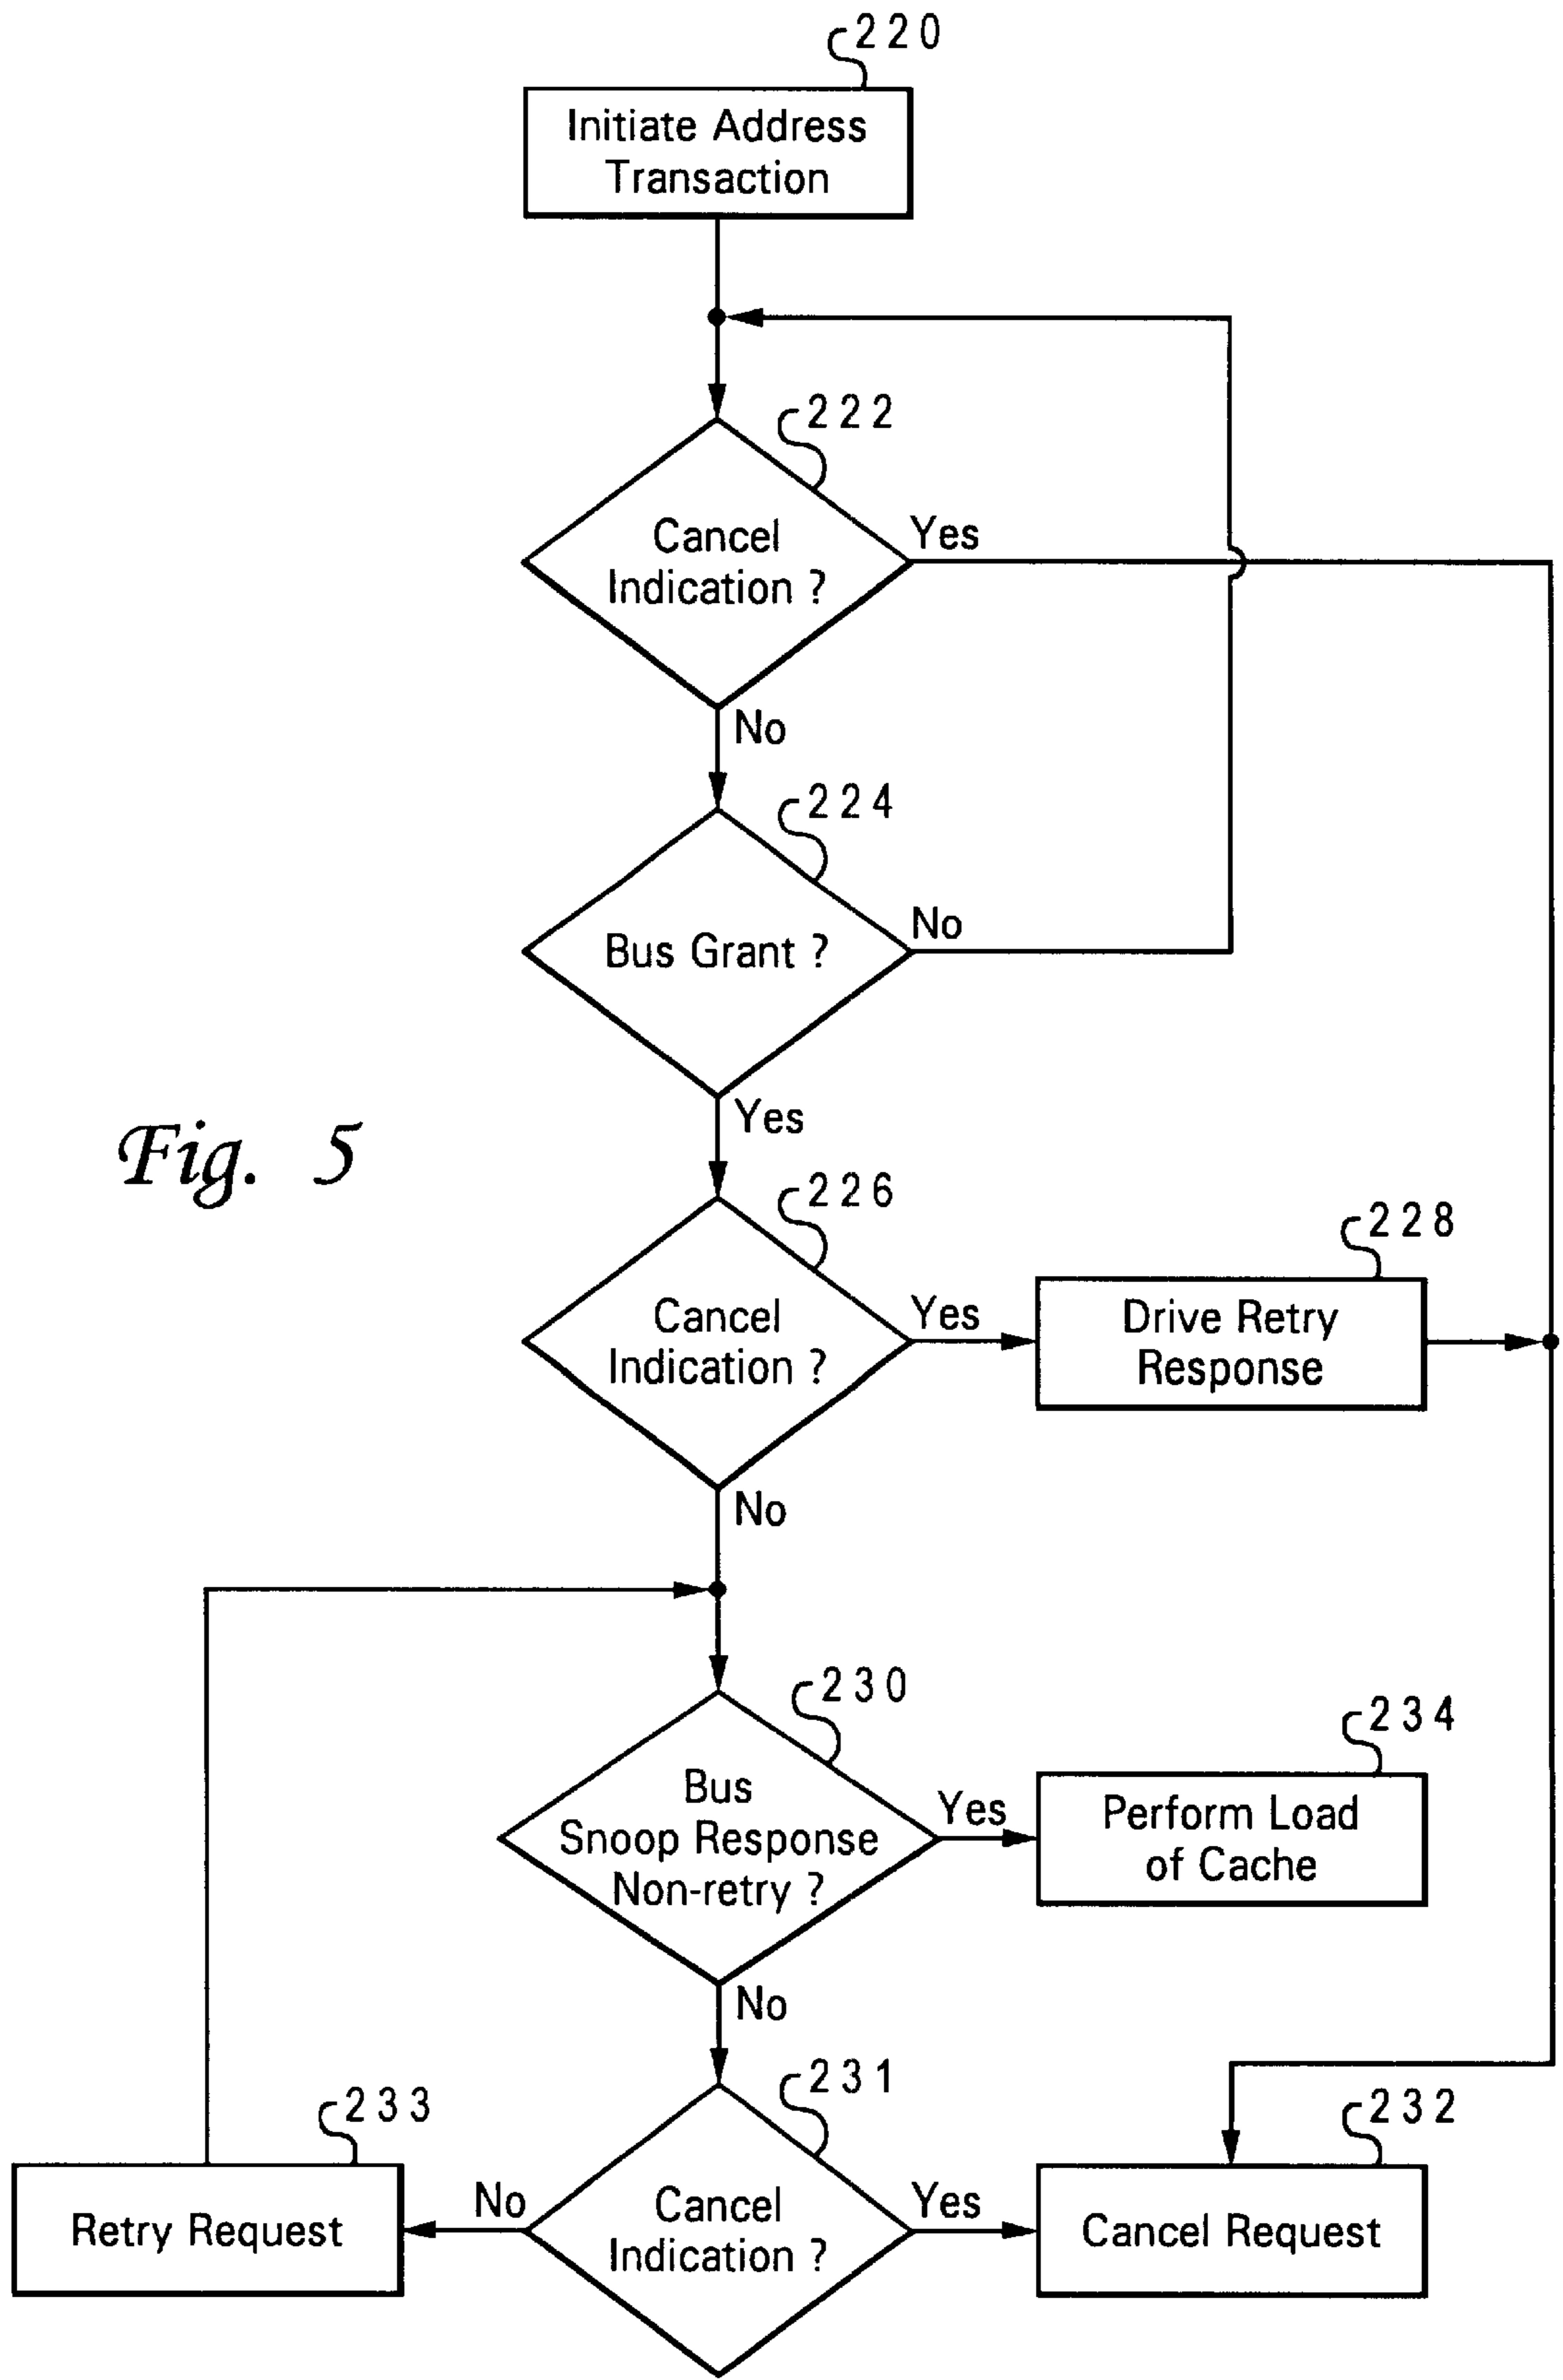 220
Initiate Address
Transaction
222
Cancel
Indication ?
Yes
No
224
Bus Grant ?
No
Yes
Fig. 5
226
Cancel
Indication ?
Yes
228
Drive Retry
Response
No
230
Bus
Snoop Response
Non-retry ?
Yes
234
Perform Load
of Cache
No
231
Cancel
Indication ?
No
233
Retry Request
Yes
232
Cancel Request